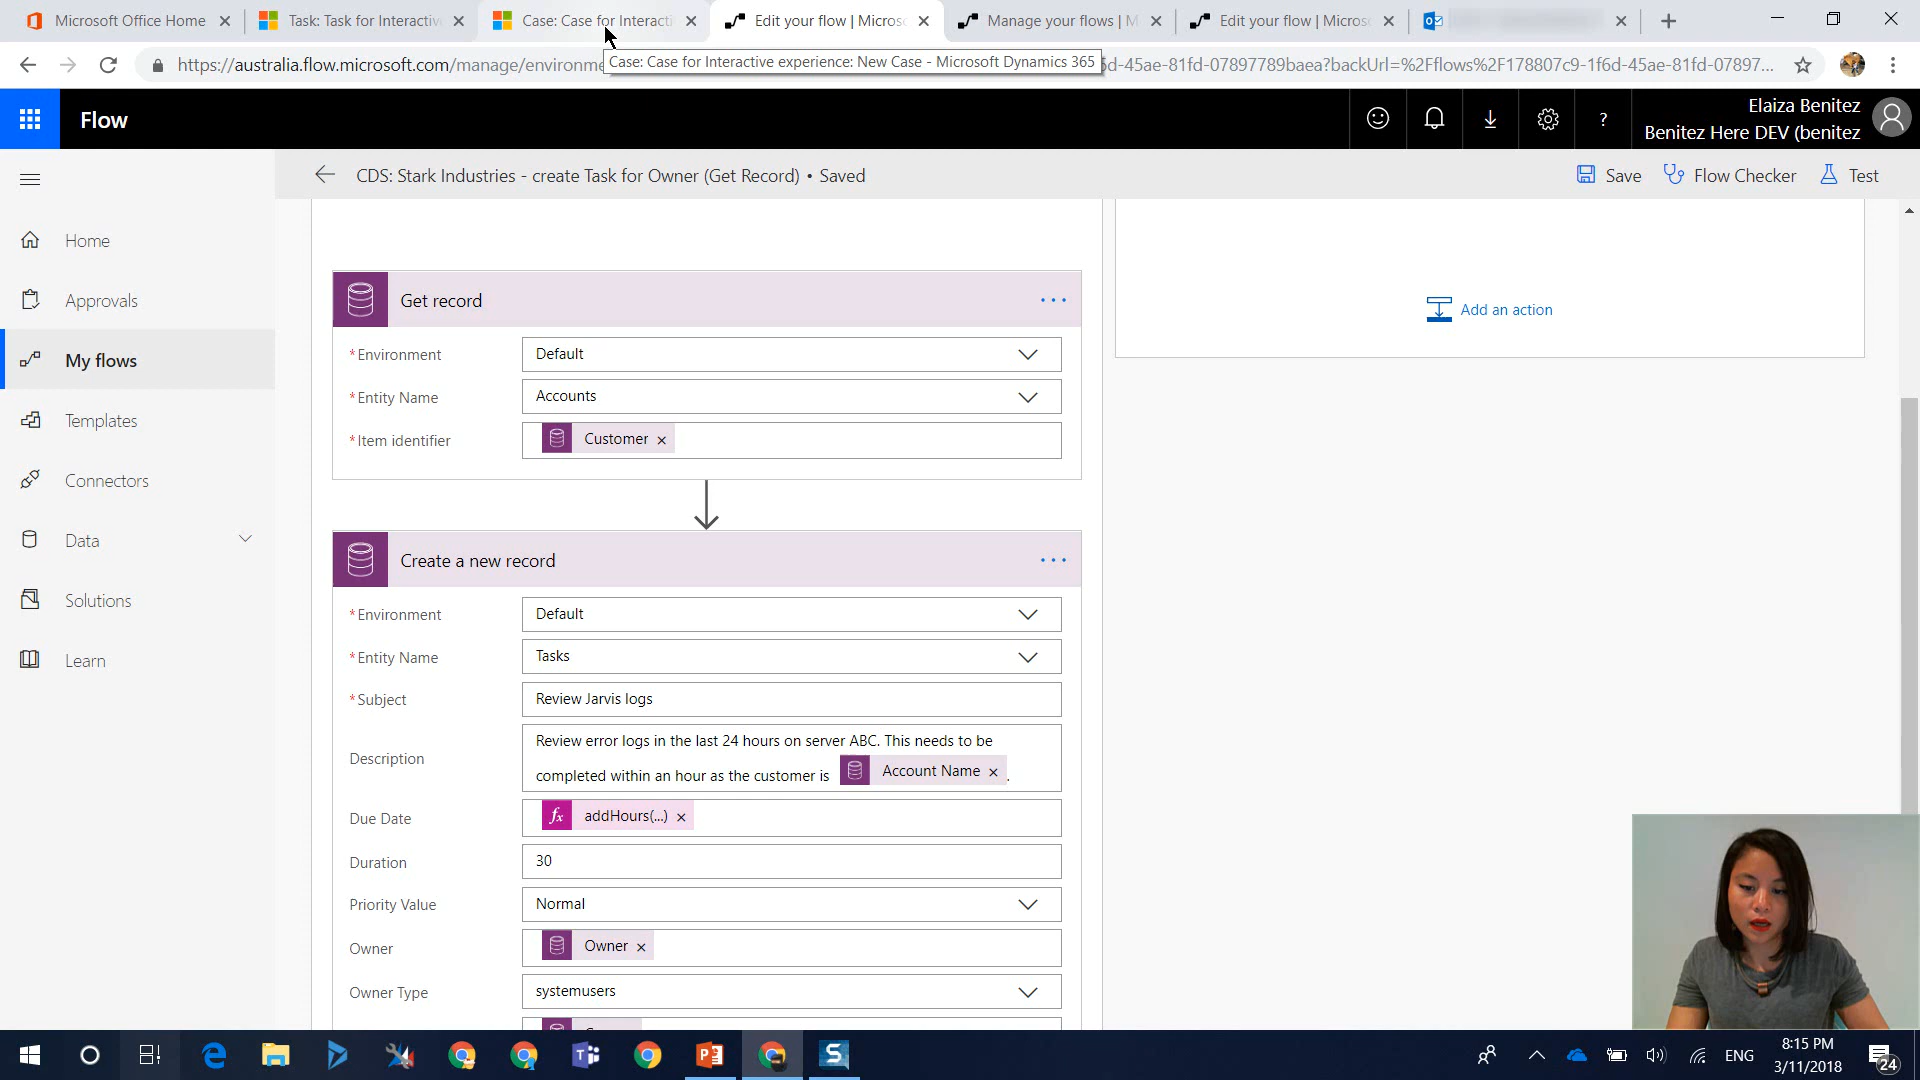 Microsoft Office Home
Task: Task for Interactiv
Case: Case for Interacti
Edit your flow | Micros
Manage your flows | M
Edit your flow | Micros
https://australia.flow.microsoft.com/manage/environme
Case: Case for Interactive experience: New Case - Microsoft Dynamics 365
5d-45ae-81fd-07897789baea?backUrl=%2Fflows%2F178807c9-1f6d-45ae-81fd-07897...
Flow
?
Elaiza Benitez
Benitez Here DEV (benitez
CDS: Stark Industries - create Task for Owner (Get Record) • Saved
Save
Flow Checker
Test
Home
Approvals
My flows
Templates
Connectors
Data
Solutions
Learn
Get record
*Environment
Default
*Entity Name
Accounts
*Item identifier
Customer
Add an action
Create a new record
*Environment
Default
*Entity Name
Tasks
*Subject
Review Jarvis logs
Description
Review error logs in the last 24 hours on server ABC. This needs to be
completed within an hour as the customer is Account Name .
Due Date
fx addHours(...)
Duration
30
Priority Value
Normal
Owner
Owner
Owner Type
systemusers
ENG
8:15 PM
3/11/2018
24